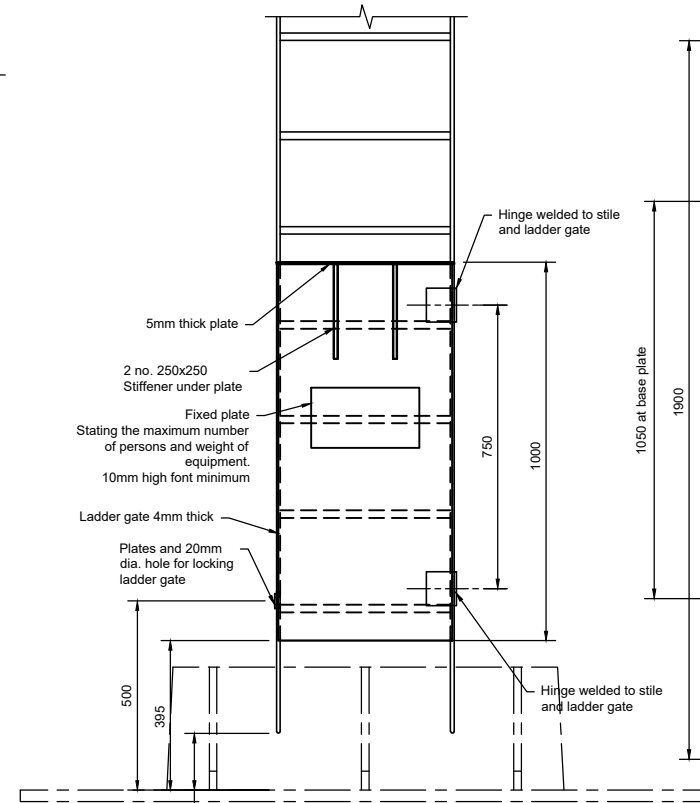 Hinge welded to stile
and ladder gate
5mm thick plate
2 no. 250x250
Stiffener under plate
Fixed plate
Stating the maximum number
of persons and weight of
equipment.
10mm high font minimum
Ladder gate 4mm thick
Plates and 20mm
dia. hole for locking
ladder gate
750
1000
1050 at base plate
1900
500
395
Hinge welded to stile
and ladder gate